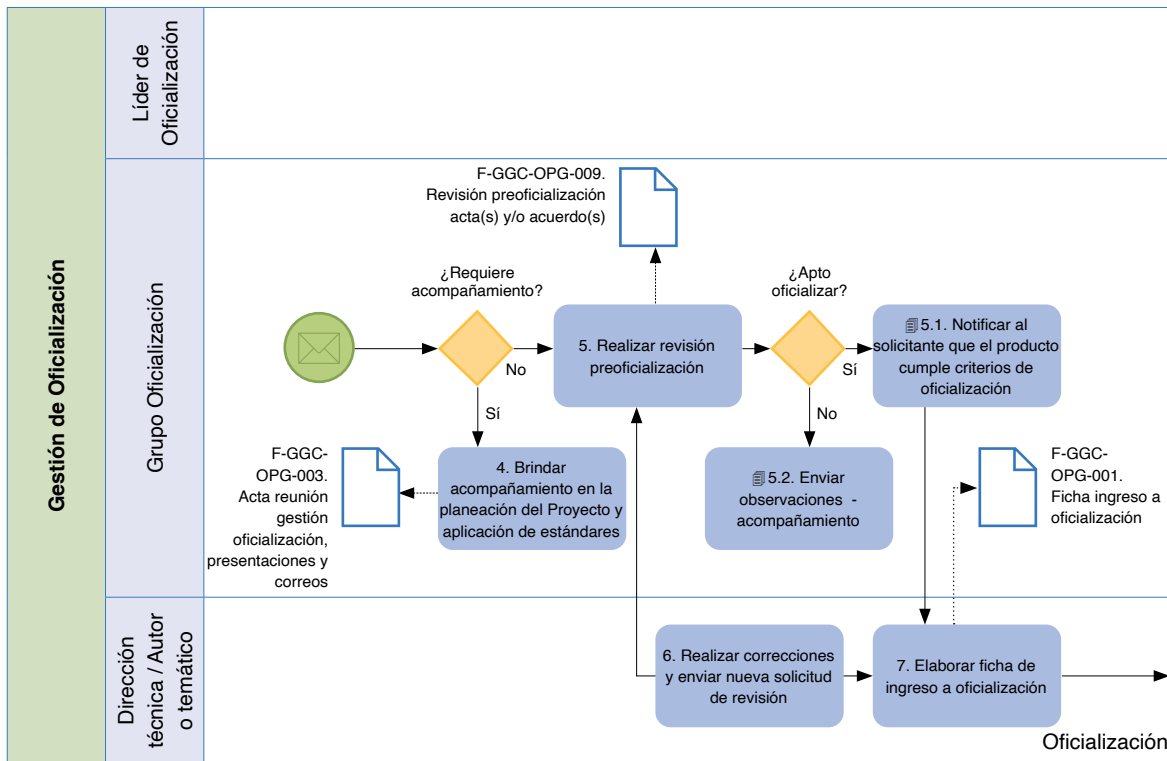 Gestión de Oficialización
Líder de
Oficialización
Grupo Oficialización
F-GGC-OPG-009.
Revisión preoficialización
acta(s) y/o acuerdo(s)
¿Requiere
acompañamiento?
No
Sí
5. Realizar revisión
preoficialización
¿Apto
oficializar?
Sí
No
5.1. Notificar al
solicitante que el producto
cumple criterios de
oficialización
F-GGC-
OPG-003.
Acta reunión
gestión
oficialización,
presentaciones y
correos
4. Brindar
acompañamiento en la
planeación del Proyecto y
aplicación de estándares
5.2. Enviar
observaciones -
acompañamiento
F-GGC-
OPG-001.
Ficha ingreso a
oficialización
Dirección
técnica / Autor
o temático
6. Realizar correcciones
y enviar nueva solicitud
de revisión
7. Elaborar ficha de
ingreso a oficialización
Oficialización